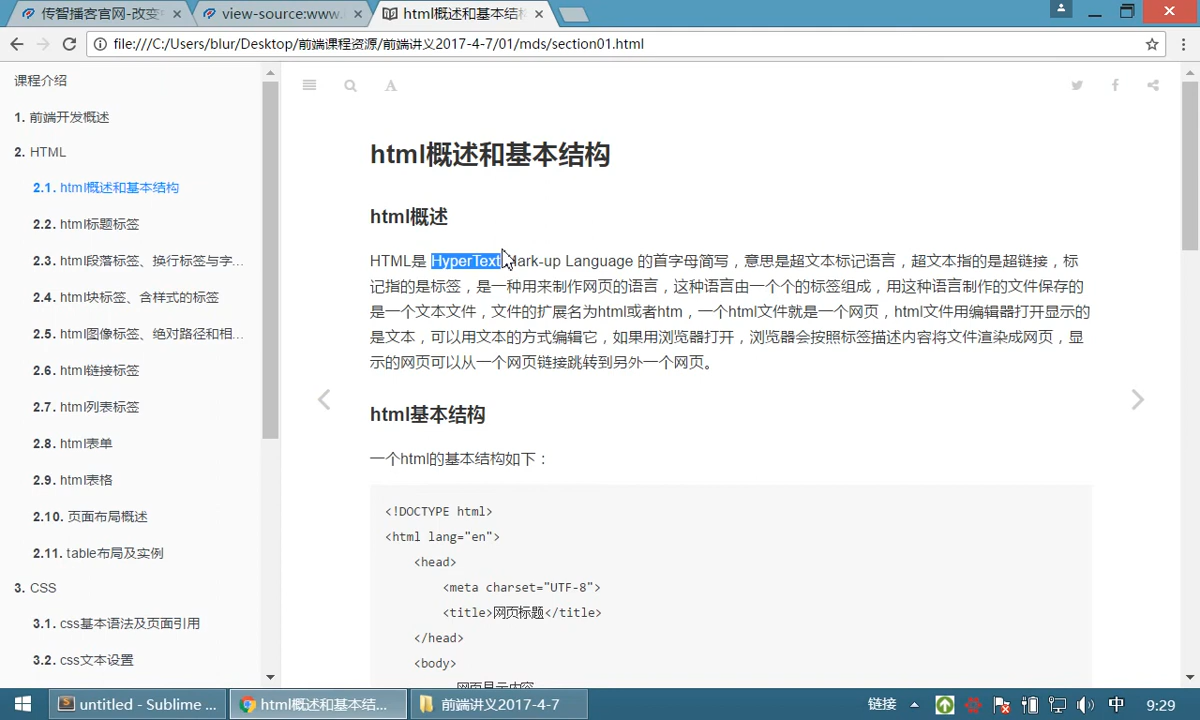 传智播客官网-改变
view-source:www.
html概述和基本结
file:///C:/Users/blur/Desktop/前端课程资源/前端讲义2017-4-7/01/mds/section01.html
课程介绍
1. 前端开发概述
2. HTML
2.1. html概述和基本结构
2.2. html标题标签
2.3. html段落标签、换行标签与字...
2.4. html块标签、含样式的标签
2.5. html图像标签、绝对路径和相...
2.6. html链接标签
2.7. html列表标签
2.8. html表单
2.9. html表格
2.10. 页面布局概述
2.11. table布局及实例
3. CSS
3.1. css基本语法及页面引用
3.2. css文本设置
A
html概述和基本结构
html概述
HTML是 HyperText Mark-up Language 的首字母简写，意思是超文本标记语言，超文本指的是超链接，标
记指的是标签，是一种用来制作网页的语言，这种语言由一个个的标签组成，用这种语言制作的文件保存的
是一个文本文件，文件的扩展名为html或者htm，一个html文件就是一个网页，html文件用编辑器打开显示的
是文本，可以用文本的方式编辑它，如果用浏览器打开，浏览器会按照标签描述内容将文件渲染成网页，显
示的网页可以从一个网页链接跳转到另外一个网页。
html基本结构
一个html的基本结构如下：
<!DOCTYPE html>
<html lang="en">
<head>
<meta charset="UTF-8">
<title>网页标题</title>
</head>
<body>
网页显示内容
untitled - Sublime ...
html概述和基本结...
前端讲义2017-4-7
链接
中
9:29